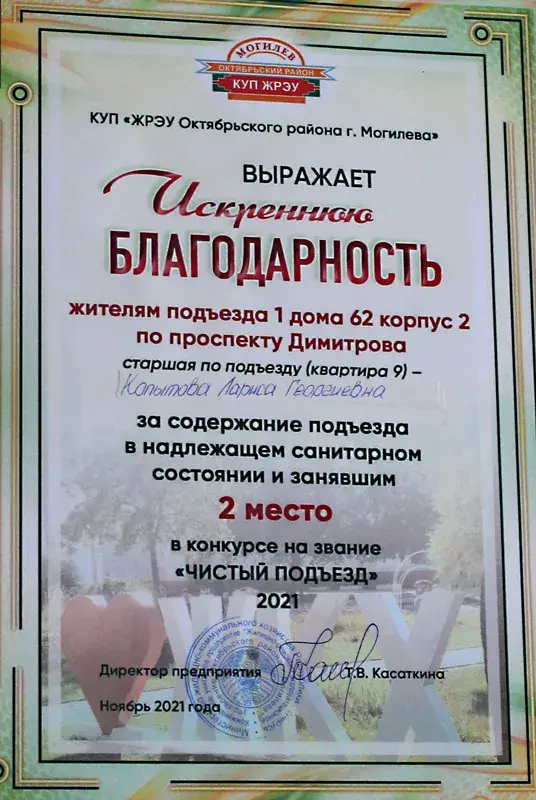 МОГИЛЕВ
ОКТЯБРЬСКИЙ РАЙОН
КУП ЖРЭУ
КУП «ЖРЭУ Октябрьского района г. Могилева»
ВЫРАЖАЕТ
Искреннюю
БЛАГОДАРНОСТЬ
жителям подъезда 1 дома 62 корпус 2
по проспекту Димитрова
старшая по подъезду (квартира 9) –
Копытова Лариса Георгиевна
за содержание подъезда
в надлежащем санитарном
состоянии и занявшим
2 место
в конкурсе на звание
«ЧИСТЫЙ ПОДЪЕЗД»
2021
ЖКХ
Директор предприятия Т.В. Касаткина
Ноябрь 2021 года